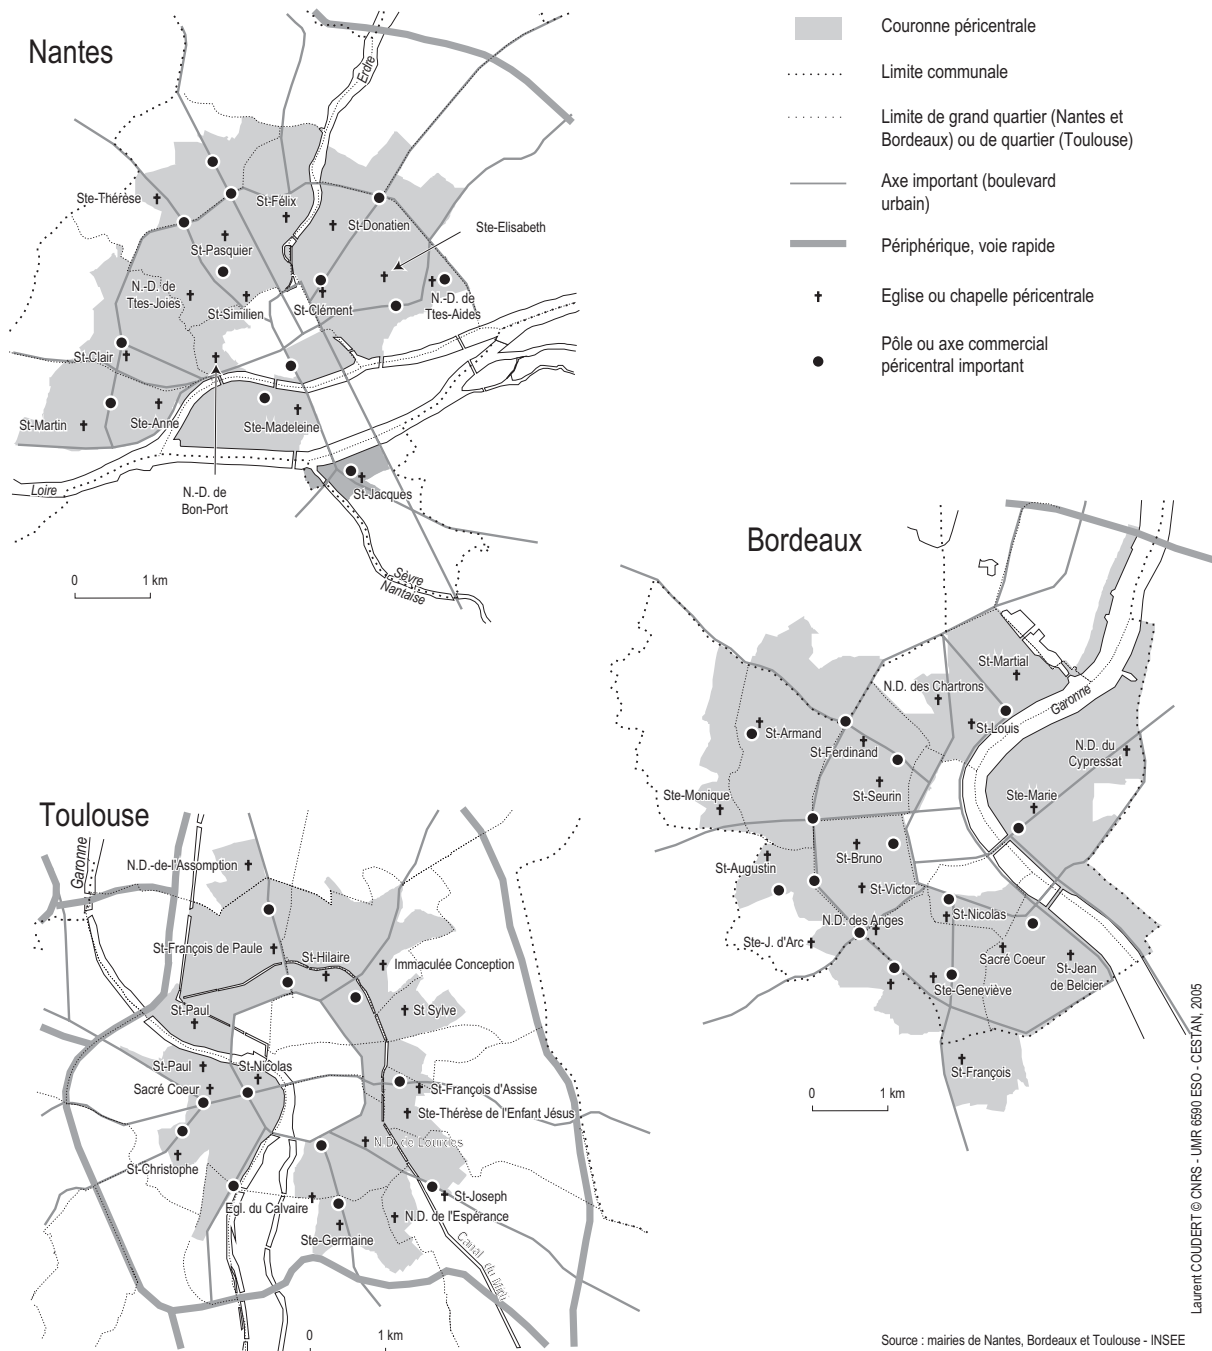 Nantes
Erdre
Ste-Thérèse
St-Félix
St-Donatien
Ste-Elisabeth
St-Pasquier
N.-D. de
Ttes-Joies
St-Similien
St-Clément
N.-D. de
Ttes-Aides
St-Clair
St-Martin
Ste-Anne
Ste-Madeleine
Loire
N.-D. de
Bon-Port
St-Jacques
Sèvre
Nantaise
0 1 km
Couronne péricentrale
Limite communale
Limite de grand quartier (Nantes et
Bordeaux) ou de quartier (Toulouse)
Axe important (boulevard
urbain)
Périphérique, voie rapide
Eglise ou chapelle péricentrale
Pôle ou axe commercial
péricentral important
Bordeaux
St-Martial
N.D. des Chartrons
Garonne
St-Louis
St-Armand
St-Ferdinand
N.D. du
Cypressat
Ste-Monique
St-Seurin
Ste-Marie
St-Bruno
St-Augustin
St-Victor
N.D. des Anges
St-Nicolas
Ste-J. d'Arc
Sacré Coeur
St-Jean
de Belcier
Ste-Geneviève
St-François
0 1 km
Toulouse
Garonne
N.D.-de-l'Assomption
St-François de Paule
St-Hilaire
Immaculée Conception
St-Paul
St Sylve
St-Paul
St-Nicolas
Sacré Coeur
St-François d'Assise
Ste-Thérèse de l'Enfant Jésus
N.D. de Lourdes
St-Christophe
St-Joseph
Egl. du Calvaire
N.D. de l'Espérance
Ste-Germaine
Canal du Midi
0 1 km
Laurent COUDERT © CNRS - UMR 6590 ESO - CESTAN, 2005
Source : mairies de Nantes, Bordeaux et Toulouse - INSEE